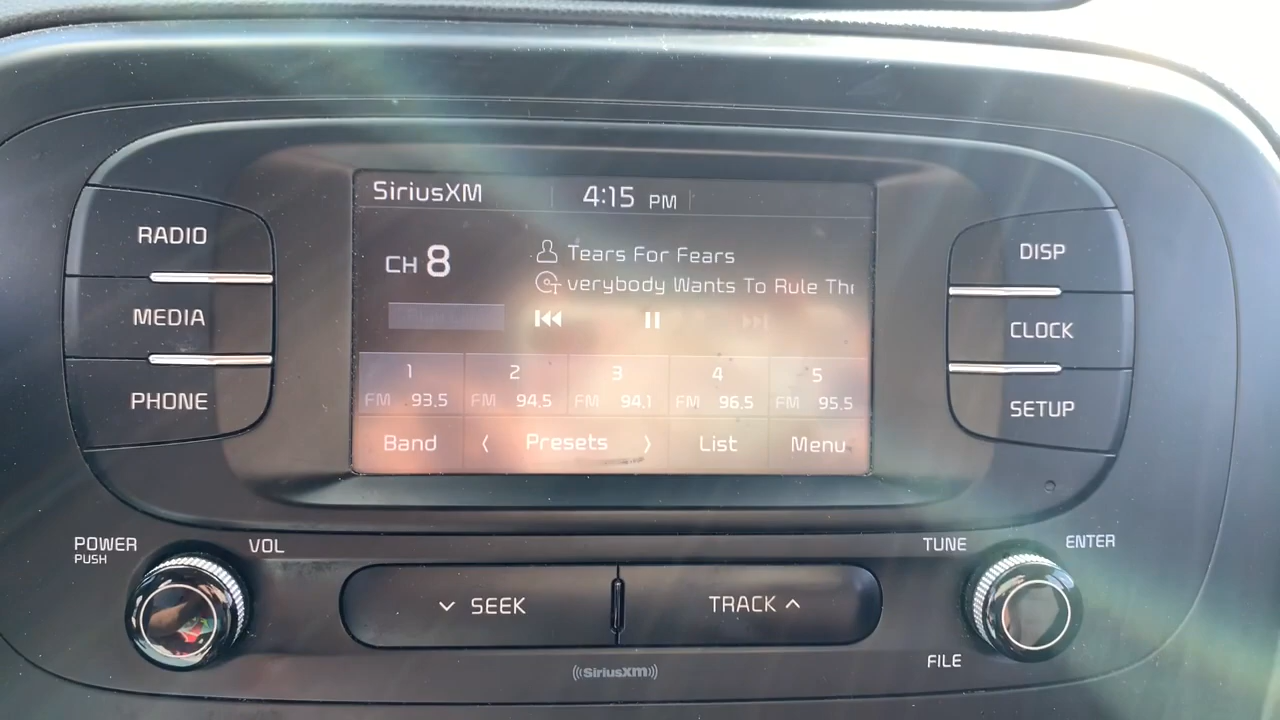 SiriusXM 4:15 PM
CH 8
Tears For Fears
verybody Wants To Rule Th
1 2 3 4 5
FM 93.5 FM 94.5 FM 94.1 FM 96.5 FM 95.5
Band < Presets > List Menu
RADIO
MEDIA
PHONE
DISP
CLOCK
SETUP
POWER
PUSH
VOL
SEEK
TRACK
TUNE
ENTER
FILE
SiriusXM